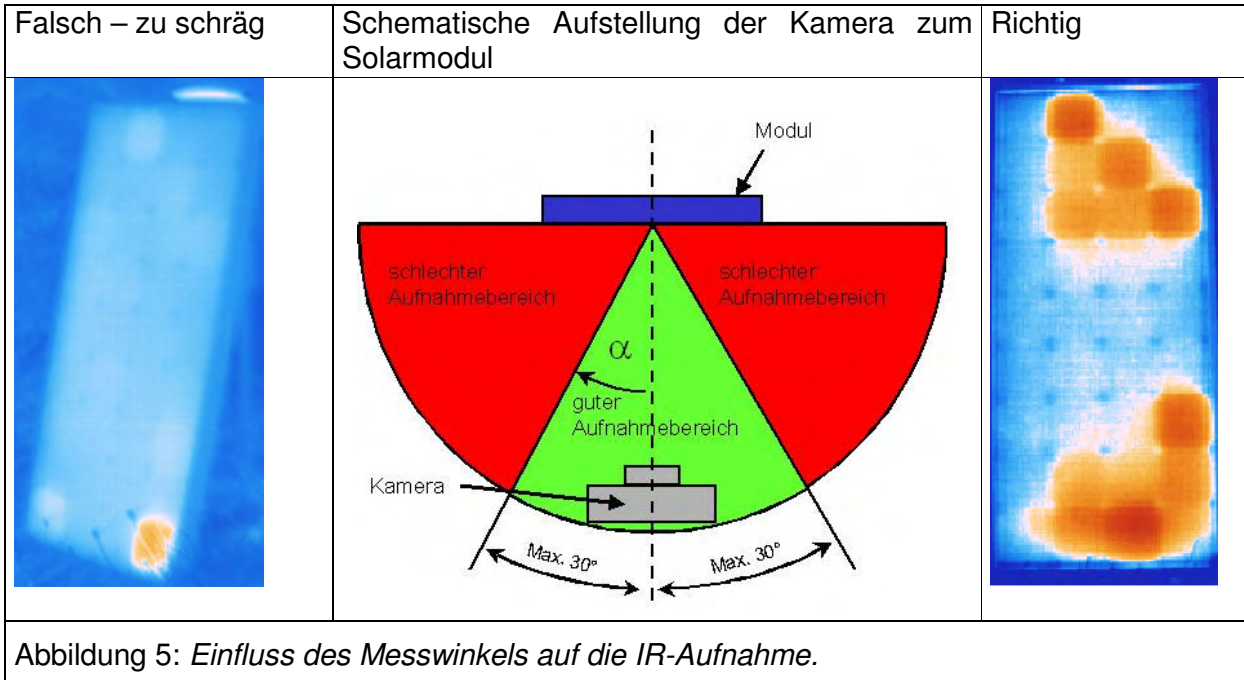 Falsch – zu schräg
Schematische Aufstellung der Kamera zum
Solarmodul
Richtig
Modul
schlechter
Aufnahmebereich
schlechter
Aufnahmebereich
α
guter
Aufnahmebereich
Kamera
Max. 30°
Max. 30°
Abbildung 5: Einfluss des Messwinkels auf die IR-Aufnahme.